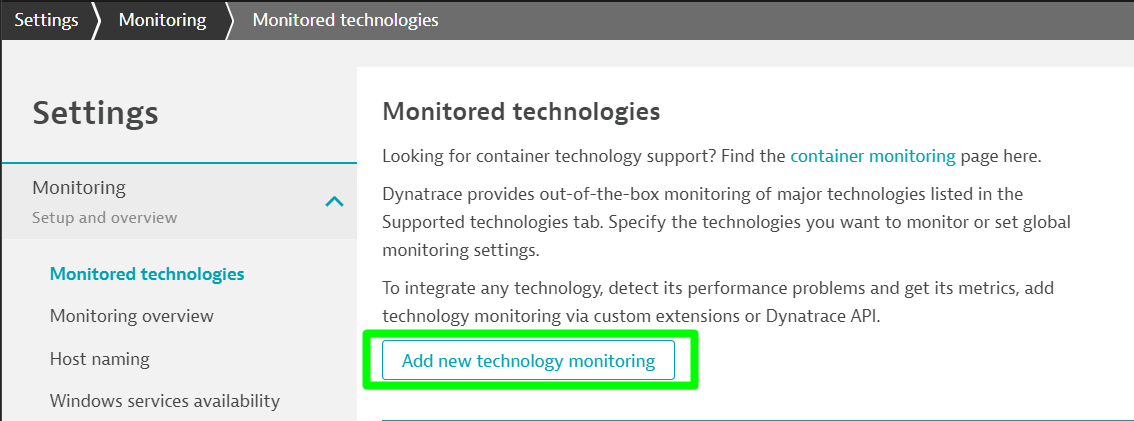 Settings
Monitoring
Monitored technologies
Settings
Monitoring
Setup and overview
Monitored technologies
Monitoring overview
Host naming
Windows services availability
Monitored technologies
Looking for container technology support? Find the container monitoring page here.
Dynatrace provides out-of-the-box monitoring of major technologies listed in the
Supported technologies tab. Specify the technologies you want to monitor or set global
monitoring settings.
To integrate any technology, detect its performance problems and get its metrics, add
technology monitoring via custom extensions or Dynatrace API.
Add new technology monitoring